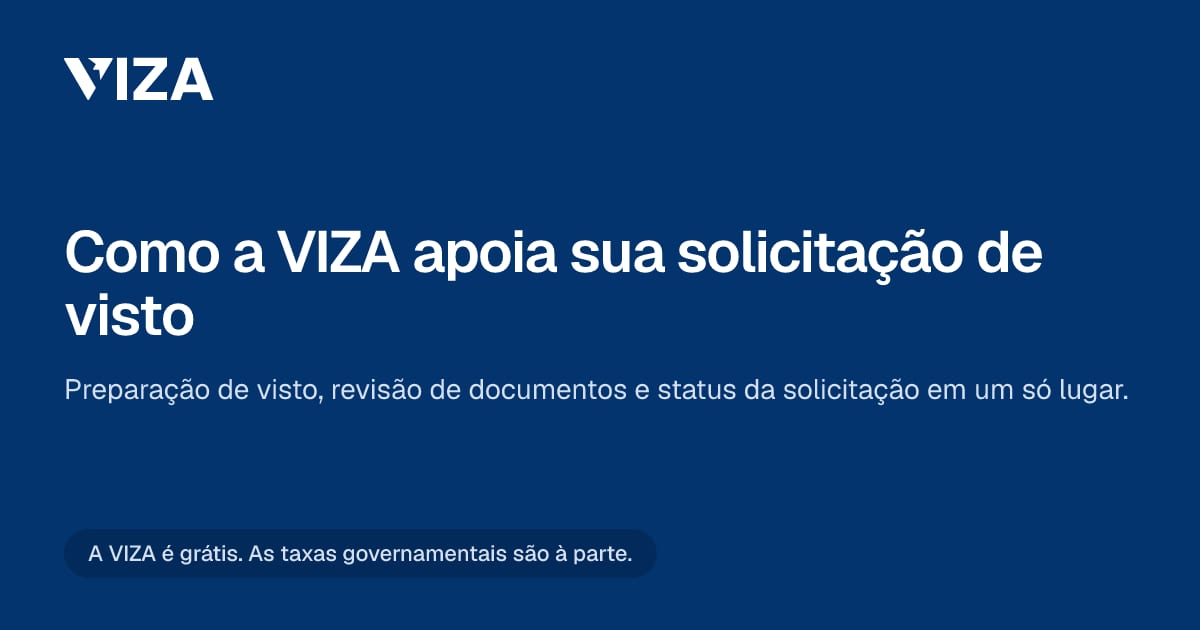 VIZA
Como a VIZA apoia sua solicitação de
visto
Preparação de visto, revisão de documentos e status da solicitação em um só lugar.
A VIZA é grátis. As taxas governamentais são à parte.